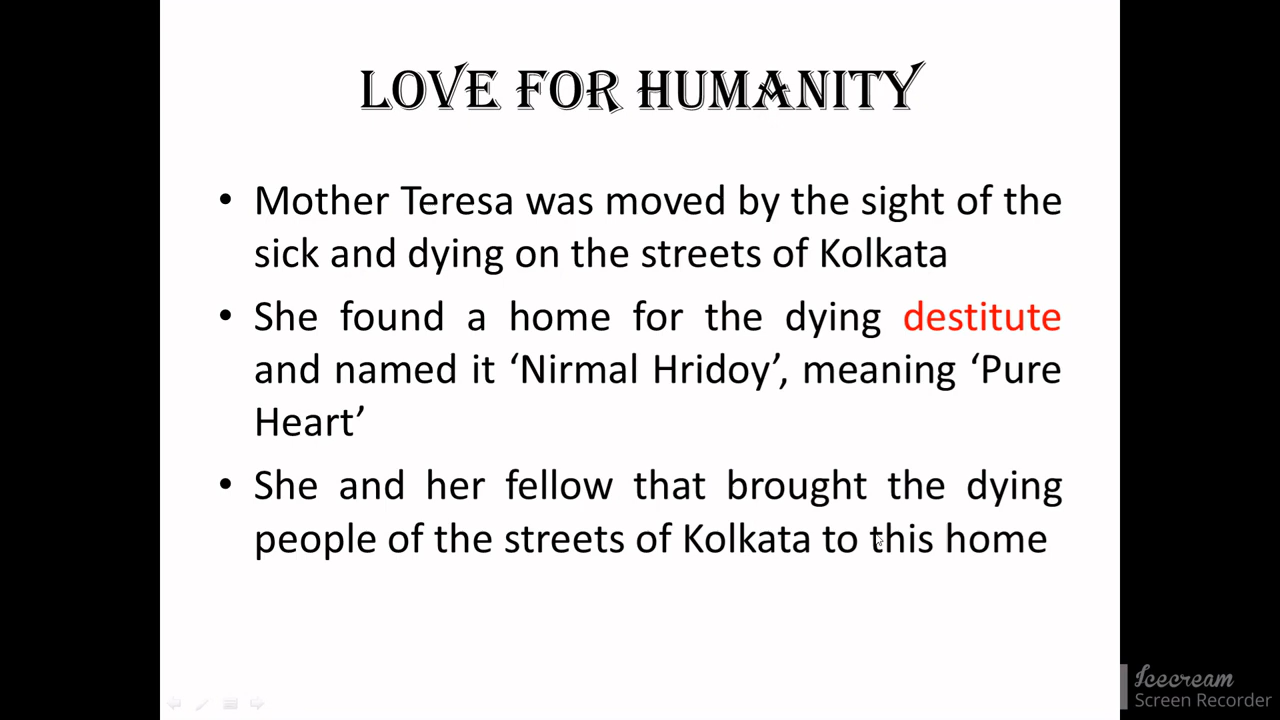 LOVE FOR HUMANITY
• Mother Teresa was moved by the sight of the
sick and dying on the streets of Kolkata
• She found a home for the dying destitute
and named it ‘Nirmal Hridoy’, meaning ‘Pure
Heart’
• She and her fellow that brought the dying
people of the streets of Kolkata to this home
Icecream
Screen Recorder